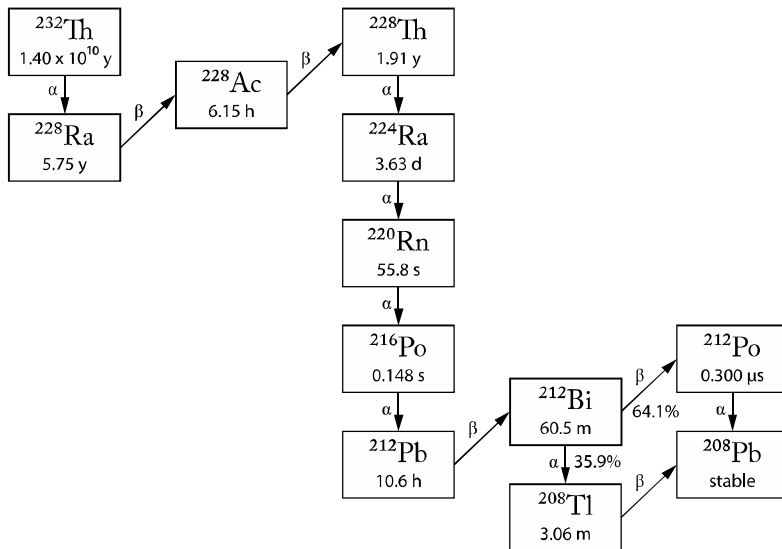 ²³²Th
1.40 x 10¹⁰ y
α
²²⁸Ra
5.75 y
β
²²⁸Ac
6.15 h
β
²²⁸Th
1.91 y
α
²²⁴Ra
3.63 d
α
²²⁰Rn
55.8 s
α
²¹⁶Po
0.148 s
α
²¹²Pb
10.6 h
β
²¹²Bi
60.5 m
β
64.1%
²¹²Po
0.300 µs
α
α 35.9%
²⁰⁸Tl
3.06 m
β
²⁰⁸Pb
stable